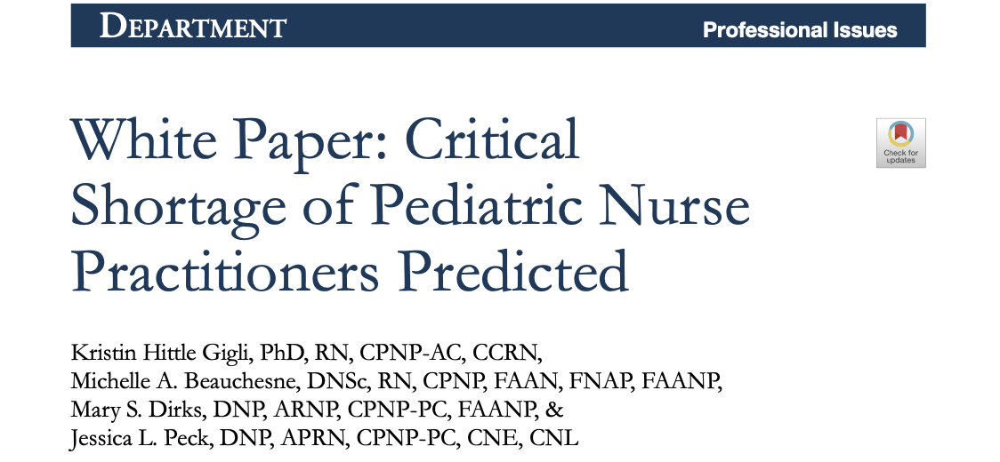 DEPARTMENT
Professional Issues
White Paper: Critical
Shortage of Pediatric Nurse
Practitioners Predicted
Check for
updates
Kristin Hittle Gigli, PhD, RN, CPNP-AC, CCRN,
Michelle A. Beauchesne, DNSc, RN, CPNP, FAAN, FNAP, FAANP,
Mary S. Dirks, DNP, ARNP, CPNP-PC, FAANP, &
Jessica L. Peck, DNP, APRN, CPNP-PC, CNE, CNL